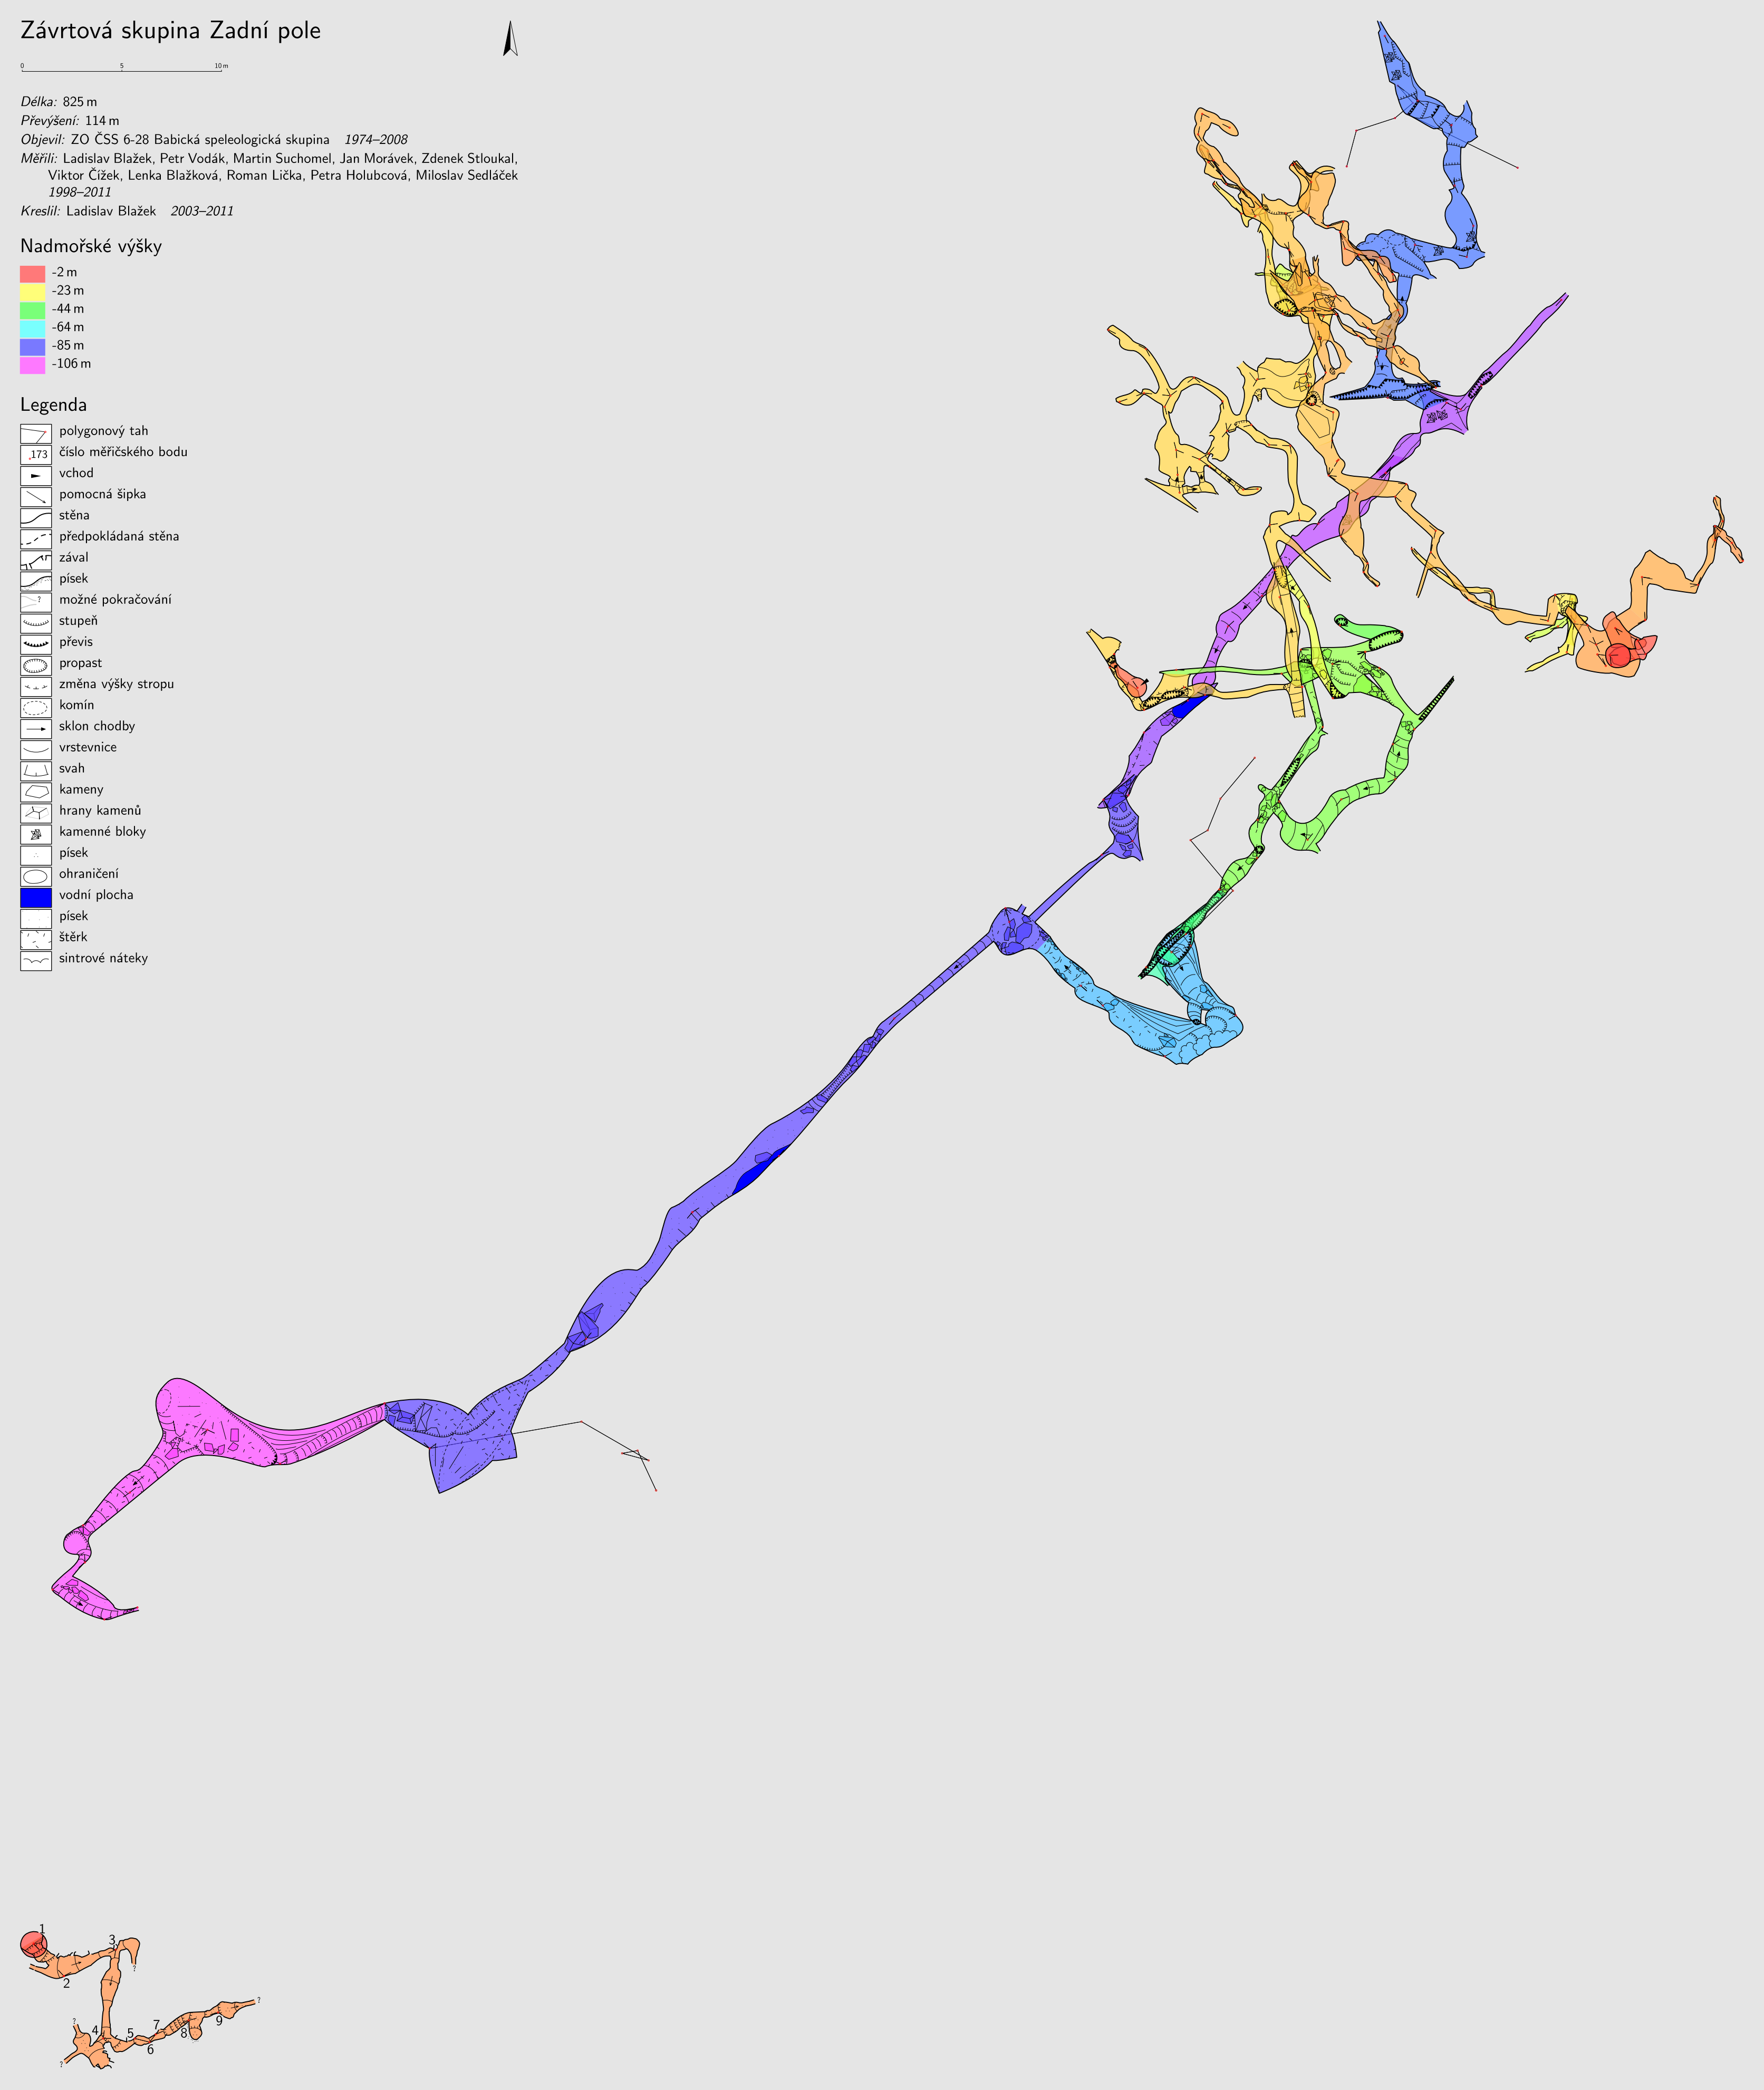 Závrtová skupina Zadní pole
0 5 10 m
Délka: 825 m
Převýšení: 114 m
Objevil: ZO ČSS 6-28 Babická speleologická skupina 1974–2008
Měřili: Ladislav Blažek, Petr Vodák, Martin Suchomel, Jan Morávek, Zdenek Stloukal,
Viktor Čížek, Lenka Blažková, Roman Lička, Petra Holubcová, Miloslav Sedláček
1998–2011
Kreslil: Ladislav Blažek 2003–2011
Nadmořské výšky
-2 m
-23 m
-44 m
-64 m
-85 m
-106 m
Legenda
polygonový tah
173 číslo měřičského bodu
vchod
pomocná šipka
stěna
předpokládaná stěna
zával
písek
? možné pokračování
stupeň
převis
propast
změna výšky stropu
komín
sklon chodby
vrstevnice
svah
kameny
hrany kamenů
kamenné bloky
písek
ohraničení
vodní plocha
písek
štěrk
sintrové náteky
1
3
?
2
?
9
?
7
8
4
5
6
?